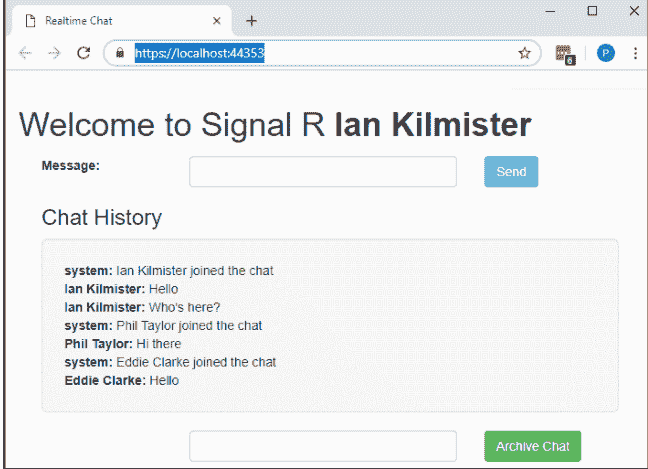 Realtime Chat
https://localhost:44353
6
P
Welcome to Signal R Ian Kilmister
Message:
Send
Chat History
system: Ian Kilmister joined the chat
Ian Kilmister: Hello
Ian Kilmister: Who's here?
system: Phil Taylor joined the chat
Phil Taylor: Hi there
system: Eddie Clarke joined the chat
Eddie Clarke: Hello
Archive Chat